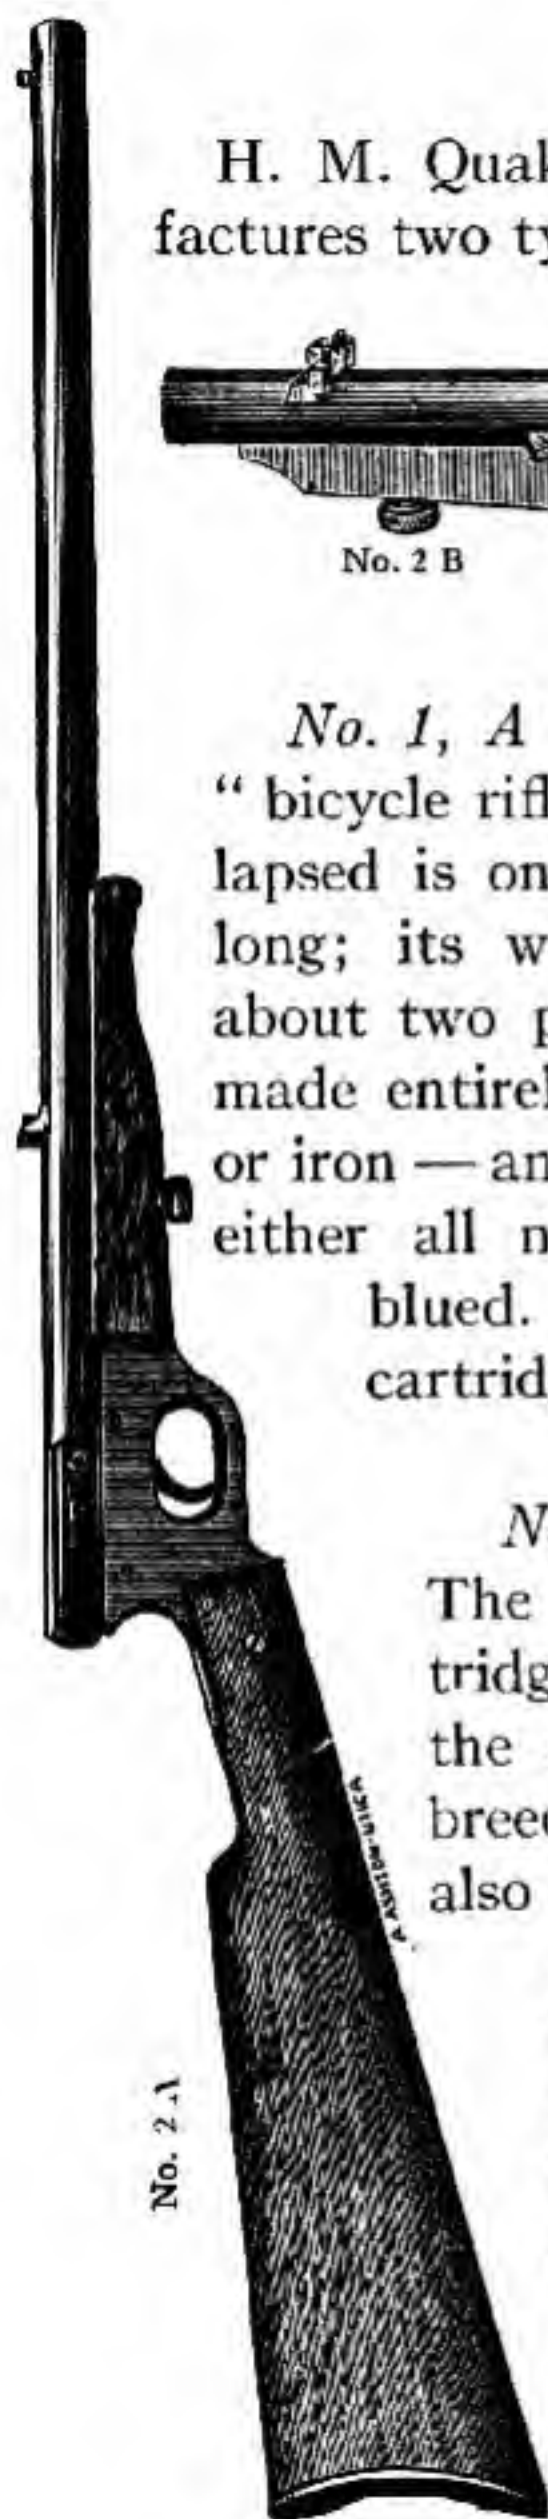 H. M. Quak
factures two ty
No. 2 B
No. 1, A
“ bicycle rifl
lapsed is on
long; its w
about two p
made entirel
or iron — an
either all n
blued.
cartrid
N
The
tridg
the
breec
also
A. ASHTON-UTICA
No. 2 A